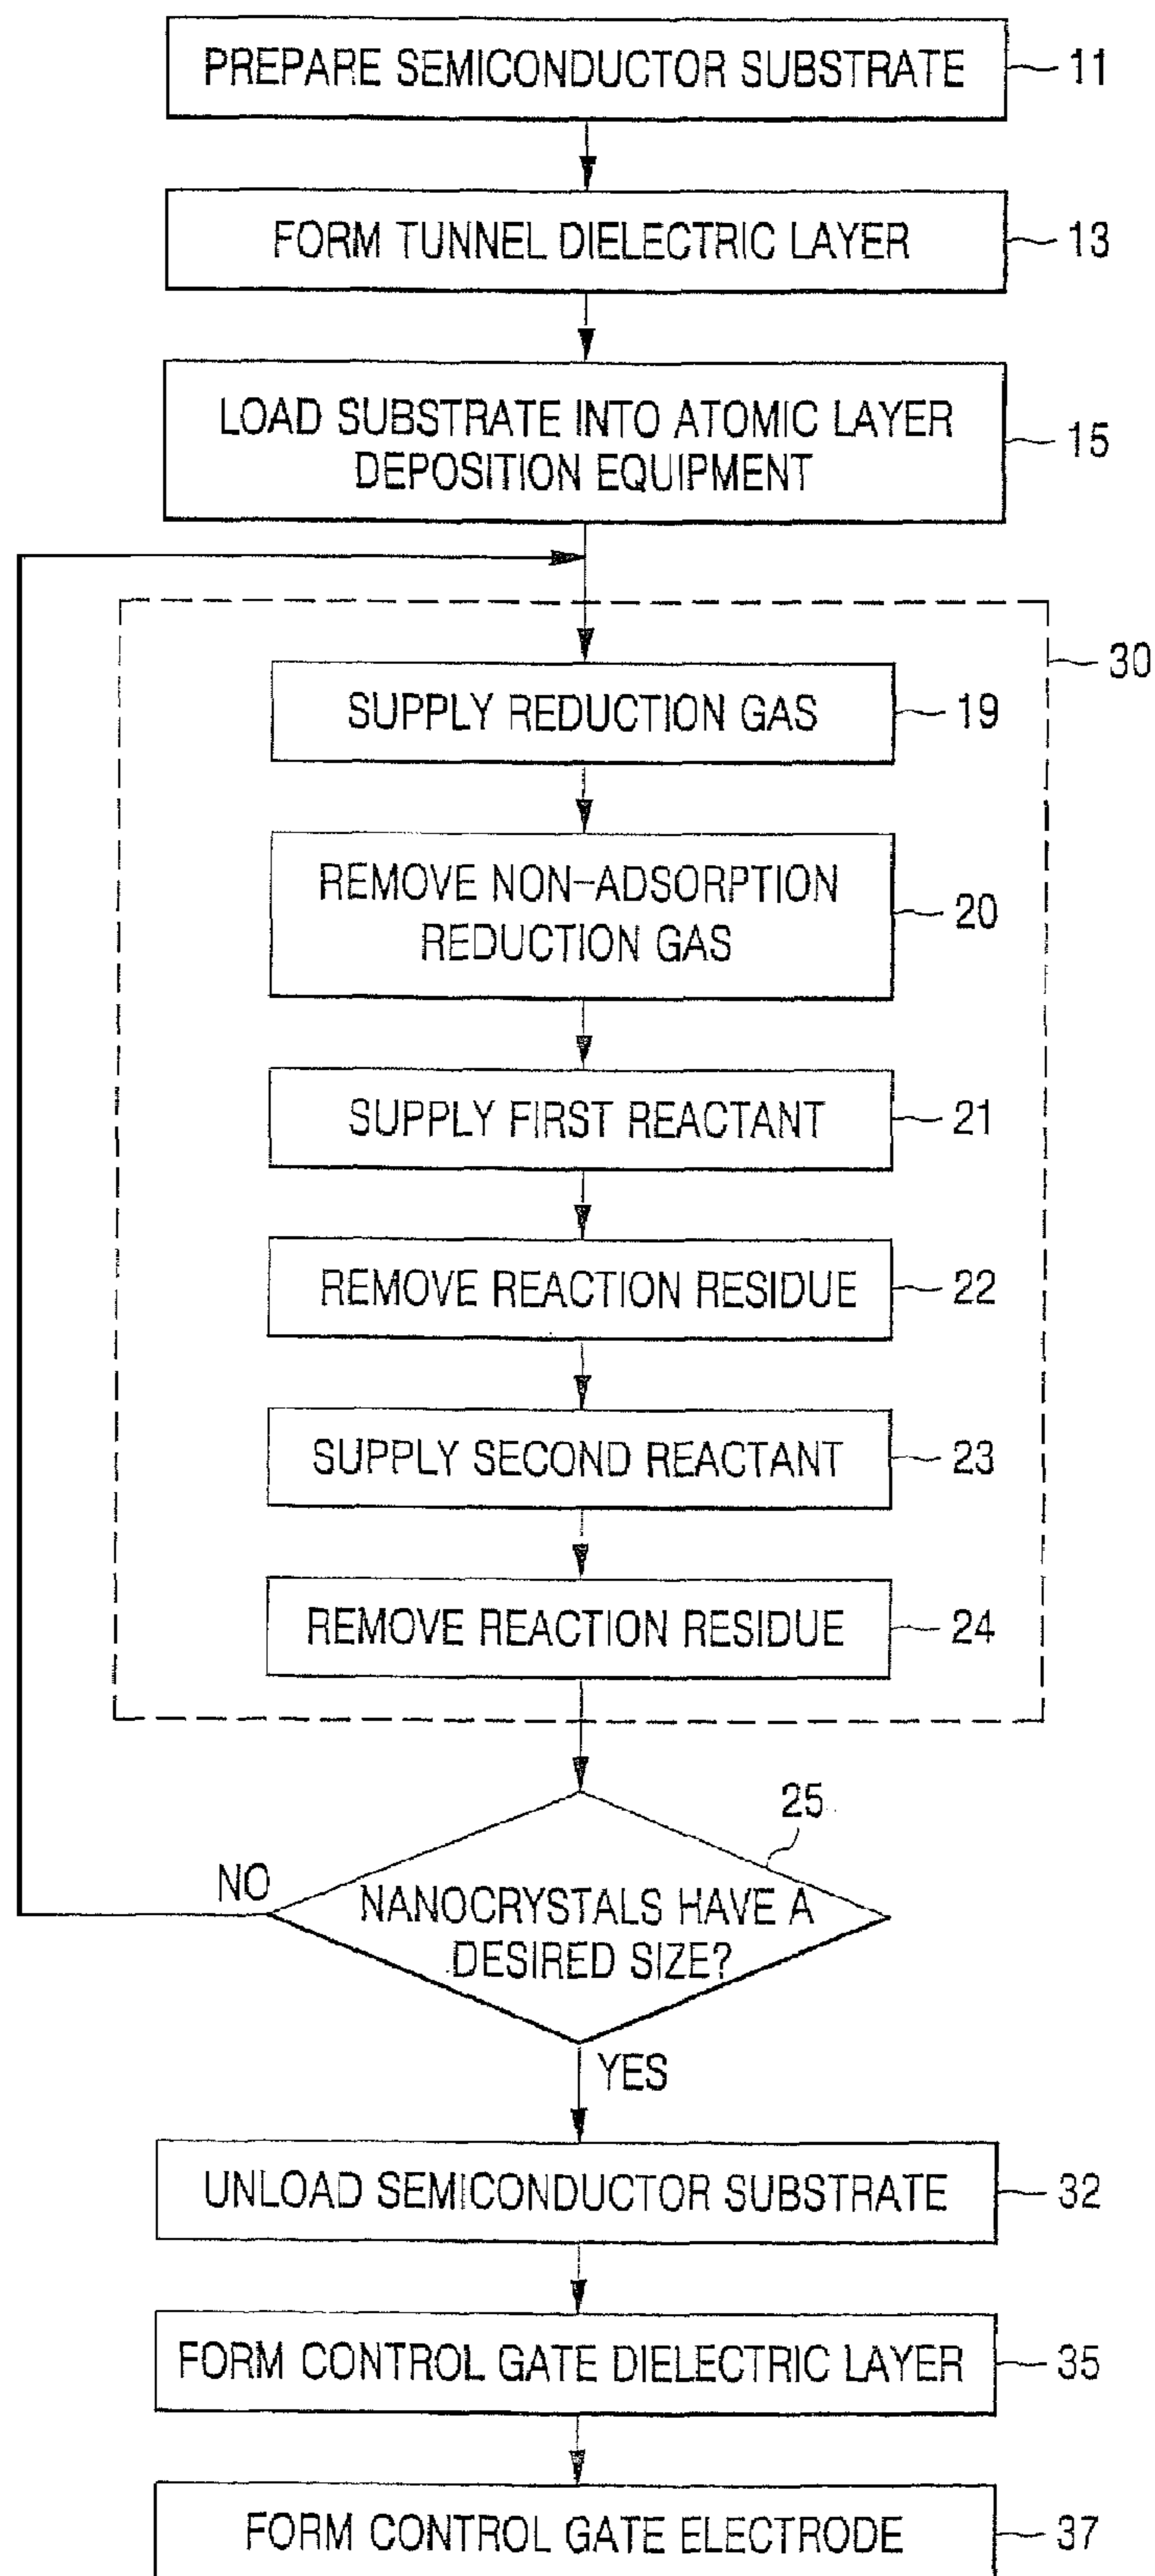 PREPARE SEMICONDUCTOR SUBSTRATE 11
FORM TUNNEL DIELECTRIC LAYER 13
LOAD SUBSTRATE INTO ATOMIC LAYER
DEPOSITION EQUIPMENT
15
30
SUPPLY REDUCTION GAS 19
REMOVE NON-ADSORPTION
REDUCTION GAS
20
SUPPLY FIRST REACTANT 21
REMOVE REACTION RESIDUE 22
SUPPLY SECOND REACTANT 23
REMOVE REACTION RESIDUE 24
25
NO
NANOCRYSTALS HAVE A
DESIRED SIZE?
YES
UNLOAD SEMICONDUCTOR SUBSTRATE 32
FORM CONTROL GATE DIELECTRIC LAYER 35
FORM CONTROL GATE ELECTRODE 37